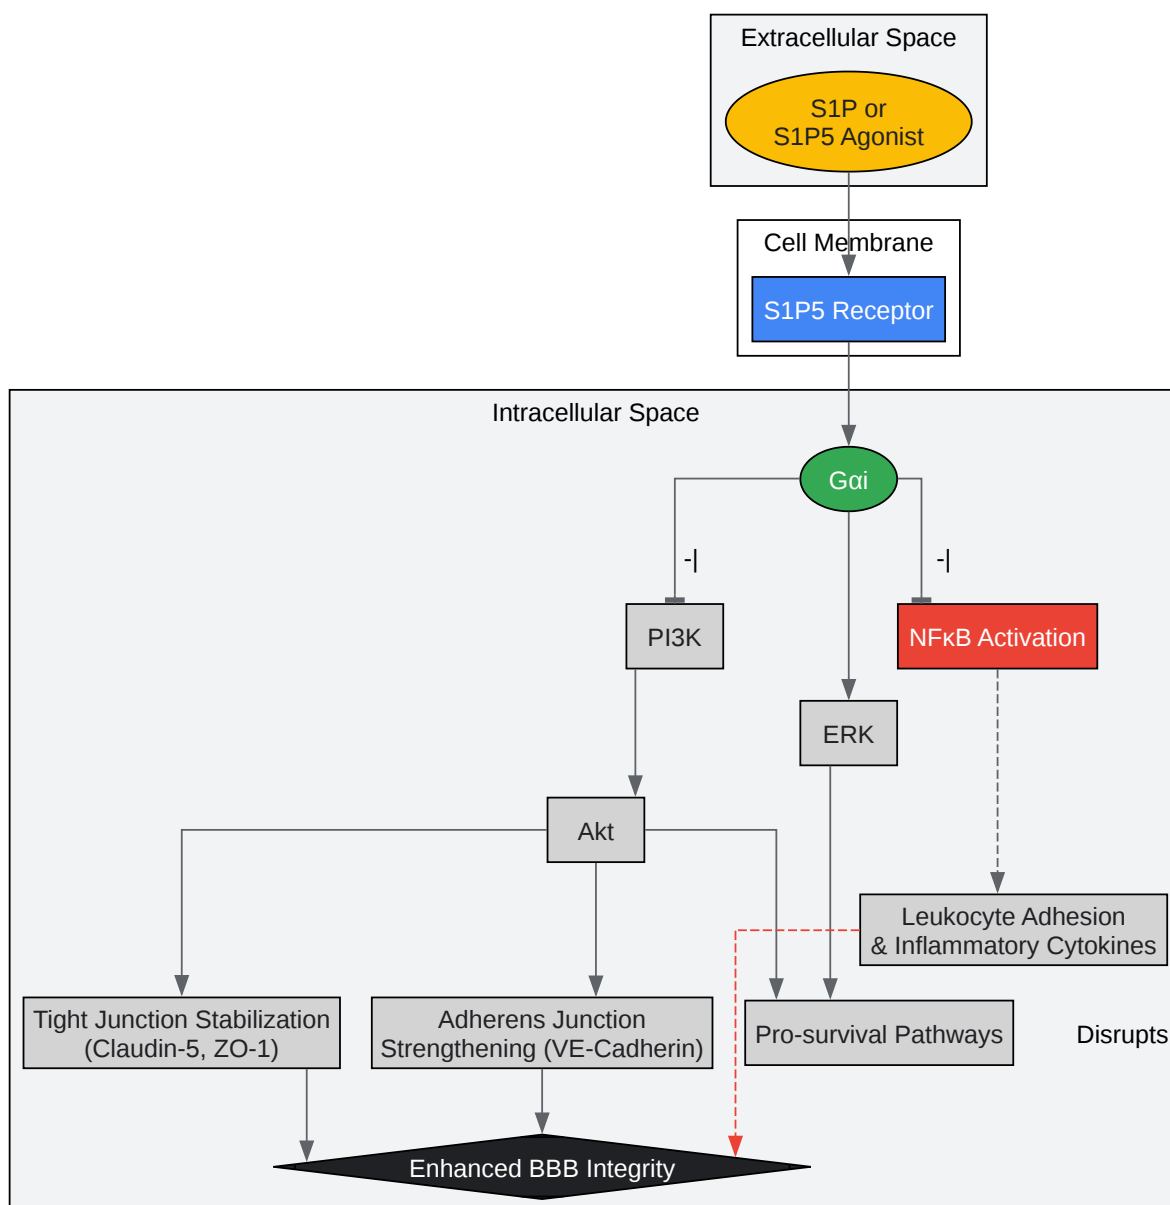 Extracellular Space
S1P or
S1P5 Agonist
Cell Membrane
S1P5 Receptor
Intracellular Space
Gαi
-|
-|
PI3K
NFκB Activation
ERK
Akt
Leukocyte Adhesion
& Inflammatory Cytokines
Tight Junction Stabilization
(Claudin-5, ZO-1)
Adherens Junction
Strengthening (VE-Cadherin)
Pro-survival Pathways
Disrupts
Enhanced BBB Integrity